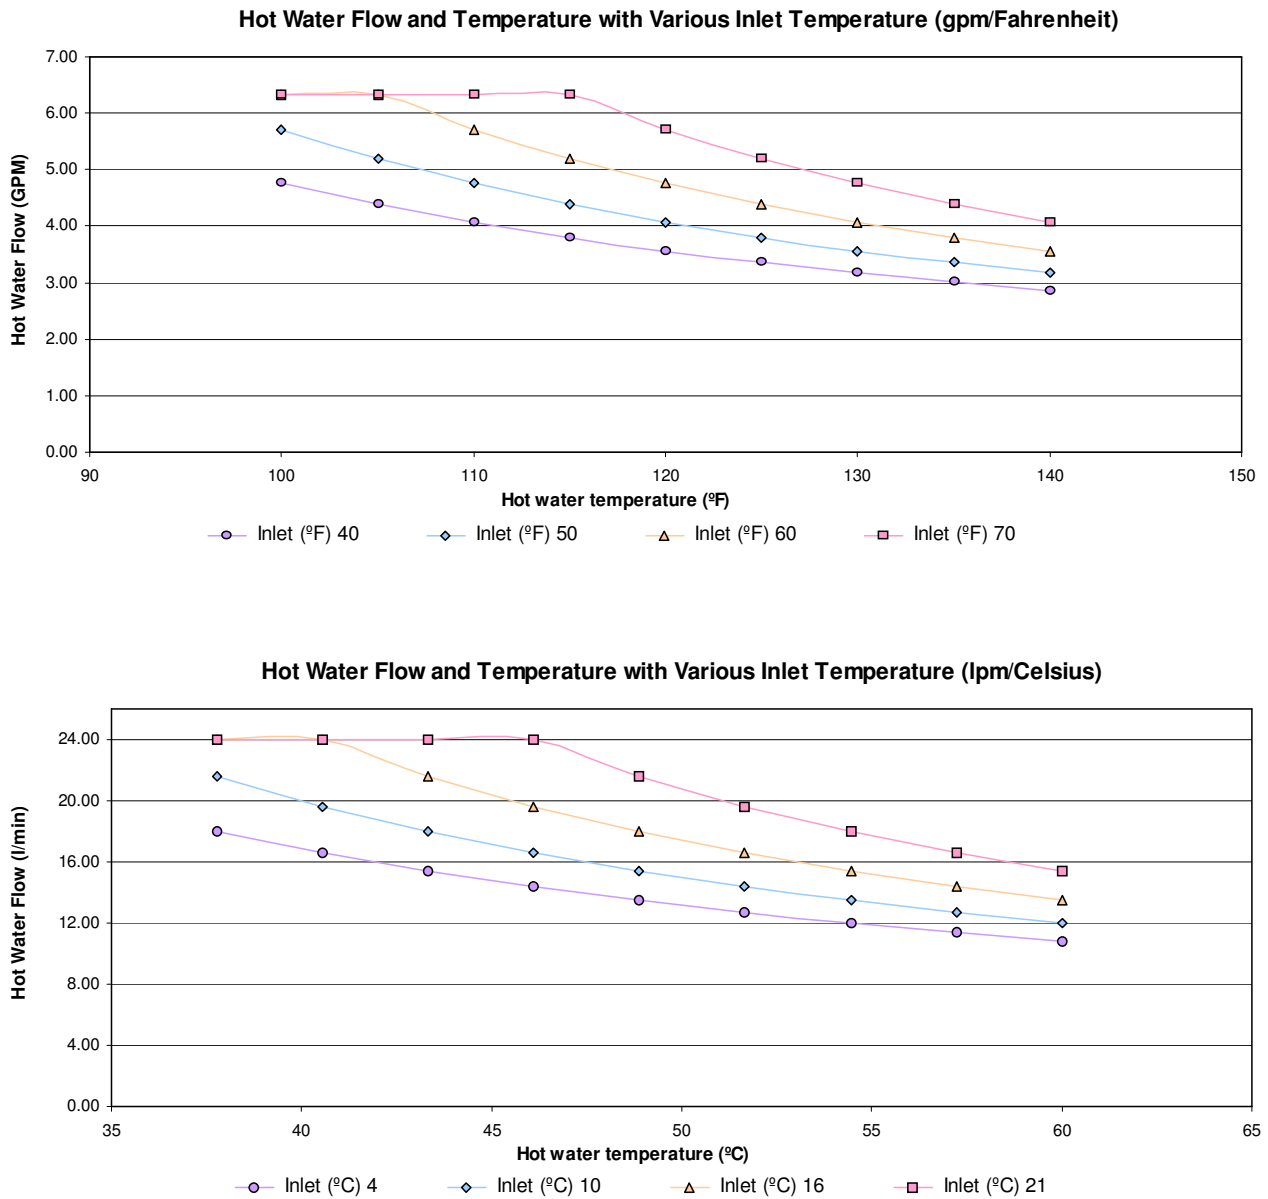 Hot Water Flow and Temperature with Various Inlet Temperature (gpm/Fahrenheit)
7.00
6.00
5.00
4.00
3.00
2.00
1.00
0.00
Hot Water Flow (GPM)
90 100 110 120 130 140 150
Hot water temperature (ºF)
Inlet (ºF) 40 Inlet (ºF) 50 Inlet (ºF) 60 Inlet (ºF) 70
Hot Water Flow and Temperature with Various Inlet Temperature (lpm/Celsius)
24.00
20.00
16.00
12.00
8.00
4.00
0.00
Hot Water Flow (l/min)
35 40 45 50 55 60 65
Hot water temperature (ºC)
Inlet (ºC) 4 Inlet (ºC) 10 Inlet (ºC) 16 Inlet (ºC) 21